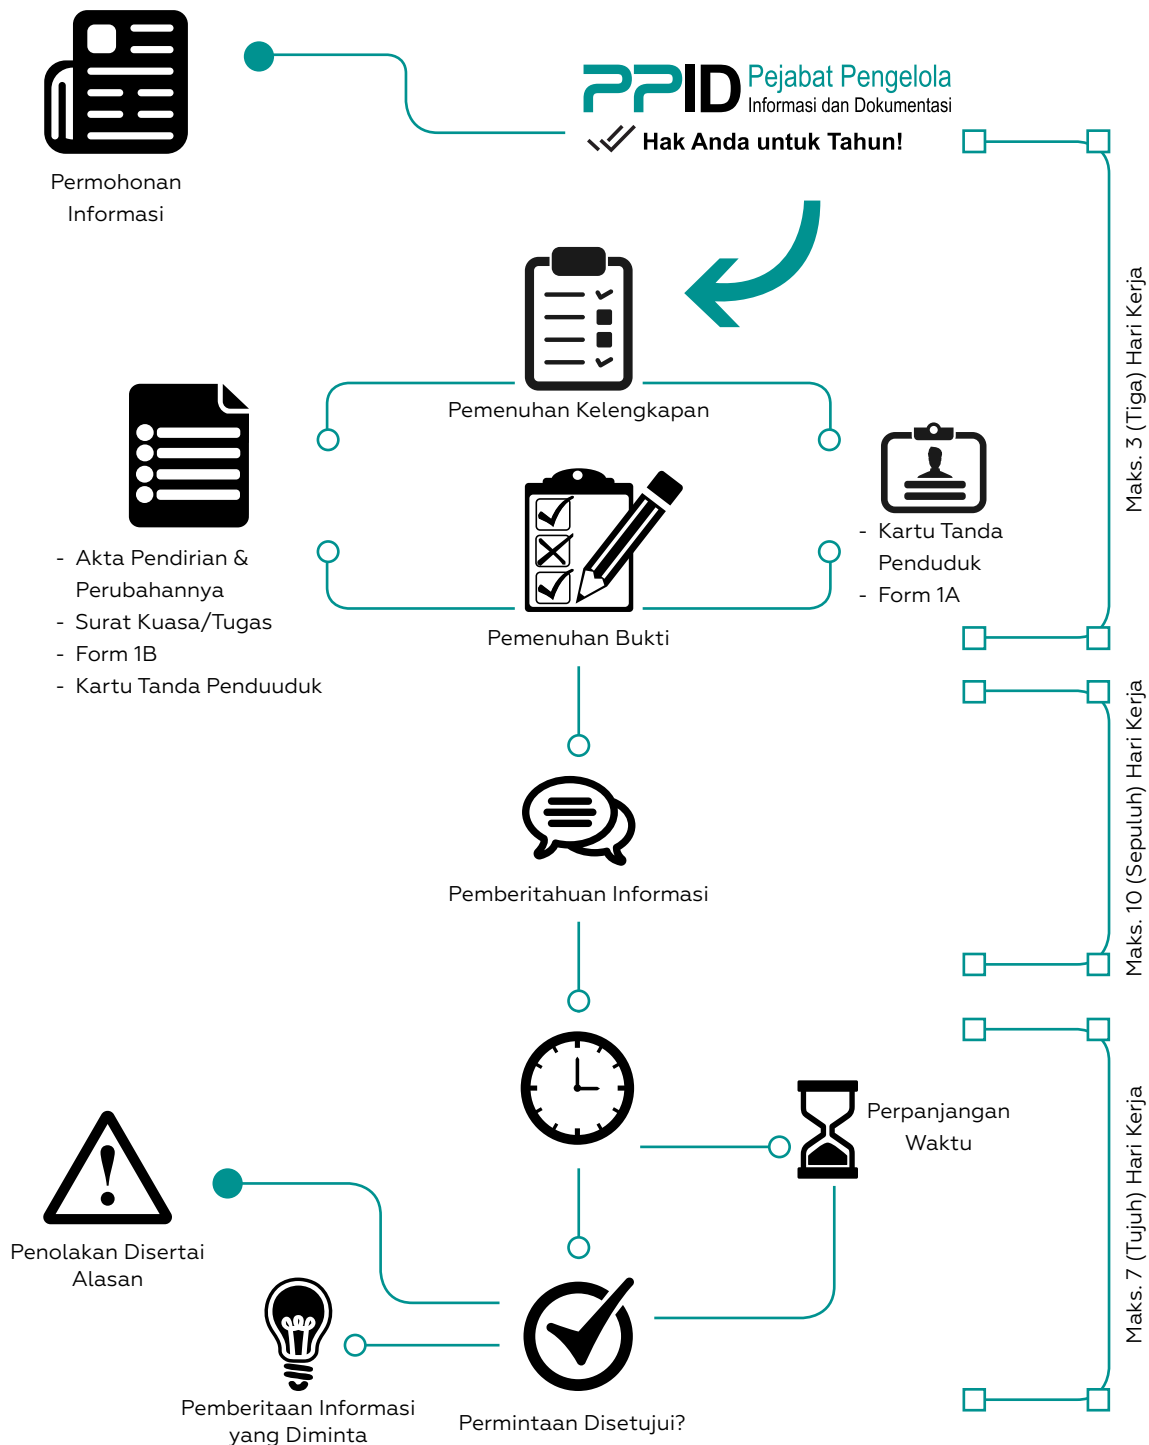 Permohonan
Informasi
PPID Pejabat Pengelola
Informasi dan Dokumentasi
Hak Anda untuk Tahun!
Pemenuhan Kelengkapan
- Akta Pendirian &
Perubahannya
- Surat Kuasa/Tugas
- Form 1B
- Kartu Tanda Penduuduk
- Kartu Tanda
Penduduk
- Form 1A
Pemenuhan Bukti
Maks. 3 (Tiga) Hari Kerja
Pemberitahuan Informasi
Maks. 10 (Sepuluh) Hari Kerja
Perpanjangan
Waktu
Penolakan Disertai
Alasan
Pemberitaan Informasi
yang Diminta
Permintaan Disetujui?
Maks. 7 (Tujuh) Hari Kerja